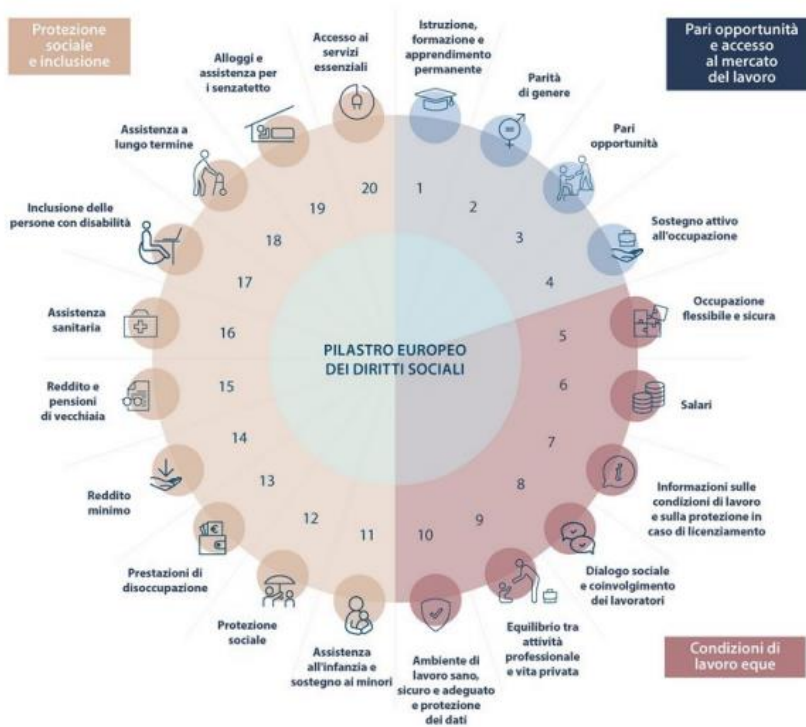 Protezione
sociale
e inclusione
Pari opportunità
e accesso
al mercato
del lavoro
PILASTRO EUROPEO
DEI DIRITTI SOCIALI
1
Istruzione,
formazione e
apprendimento
permanente
2
Parità
di genere
3
Pari
opportunità
4
Sostegno attivo
all'occupazione
5
Occupazione
flessibile e sicura
6
Salari
7
Informazioni sulle
condizioni di lavoro
e sulla protezione in
caso di licenziamento
8
Dialogo sociale
e coinvolgimento
dei lavoratori
9
Equilibrio tra
attività
professionale
e vita privata
10
Ambiente di
lavoro sano,
sicuro e adeguato
e protezione
dei dati
11
Assistenza
all'infanzia e
sostegno ai minori
12
Protezione
sociale
13
Prestazioni di
disoccupazione
14
Reddito
minimo
15
Reddito e
pensioni
di vecchiaia
16
Assistenza
sanitaria
17
Inclusione delle
persone con disabilità
18
Assistenza a
lungo termine
19
Alloggi e
assistenza per
i senzatetto
20
Accesso ai
servizi
essenziali
Condizioni di
lavoro eque